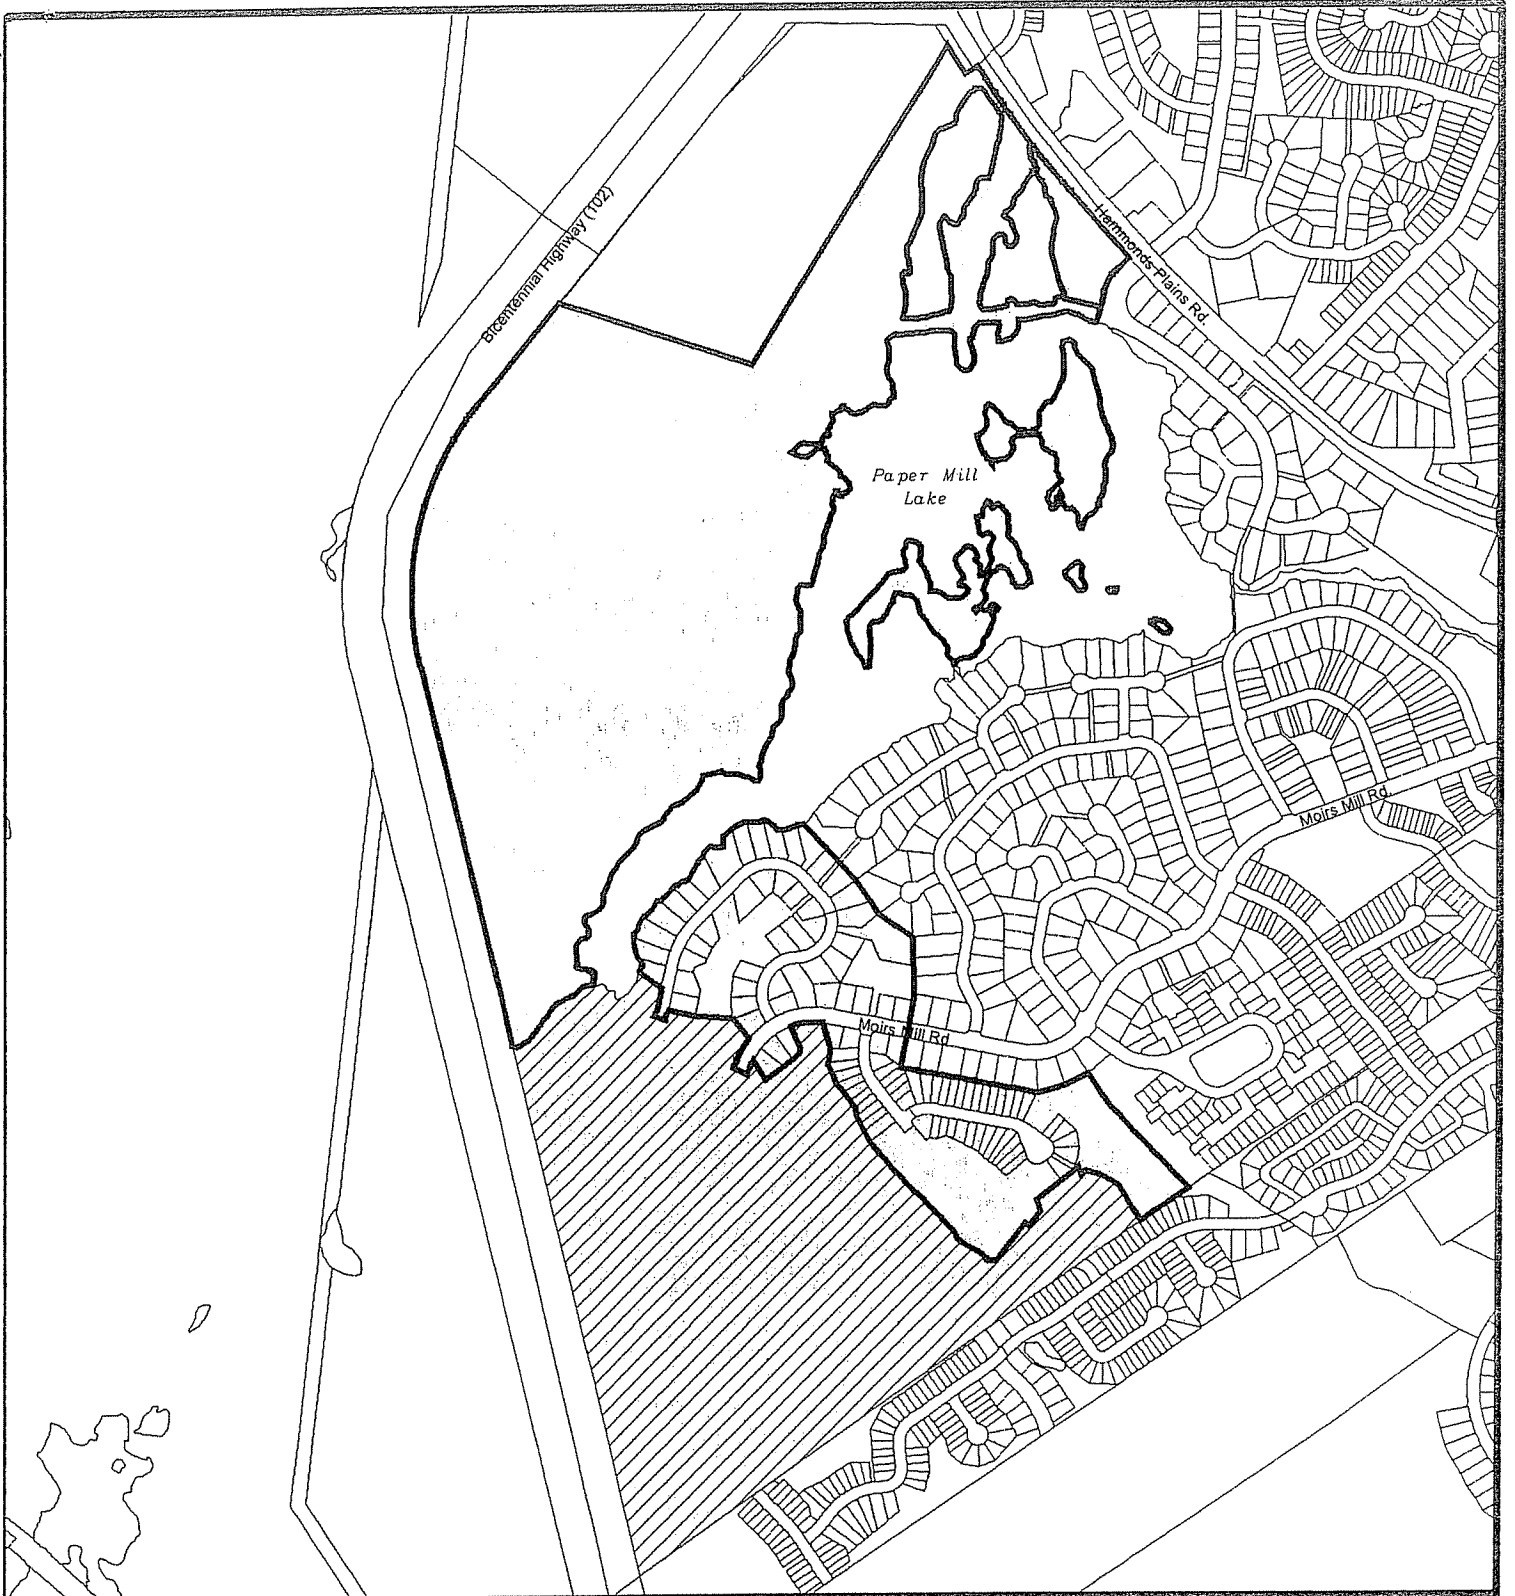 Bicentennial Highway (102)
Hammonds Plains Rd.
Paper Mill
Lake
Moirs Mill Rd.
Moirs Mill Rd